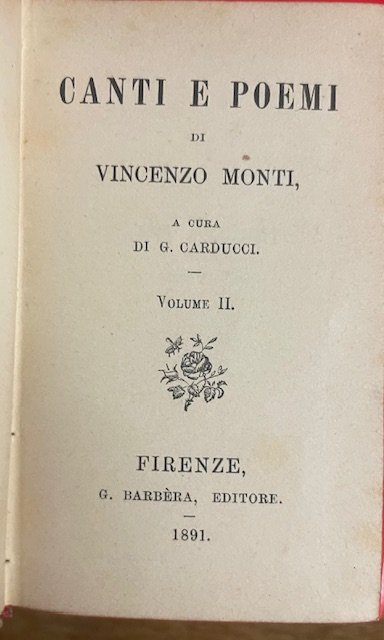 CANTI E POEMI
DI
VINCENZO MONTI,
A CURA
DI G. CARDUCCI.
VOLUME II.
FIRENZE,
G. BARBÈRA, EDITORE.
1891.